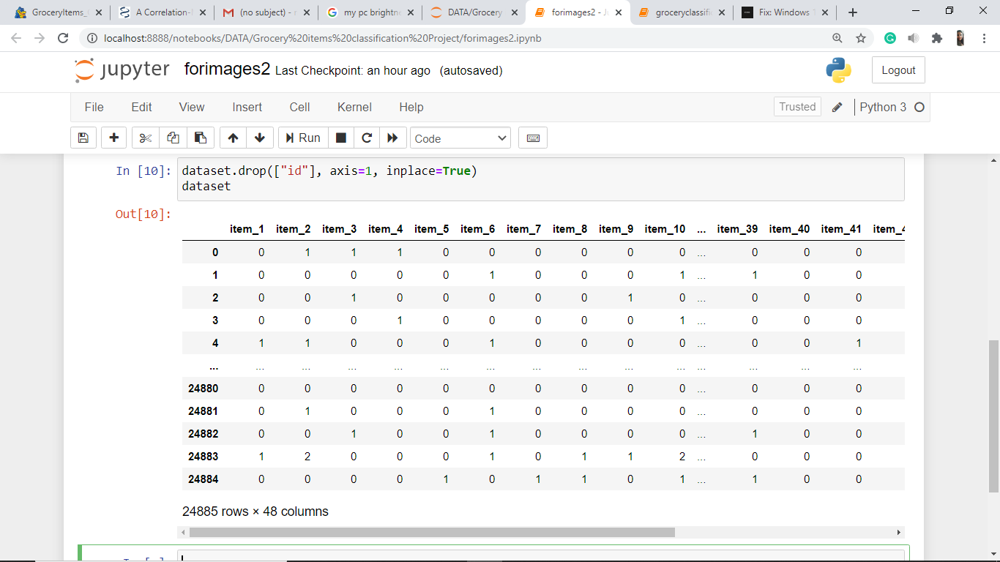 GroceryItems_ A Correlation- (no subject) - r my pc brightn DATA/Grocery forimages2 - J groceryclassifi Fix: Windows 1
localhost:8888/notebooks/DATA/Grocery%20items%20classification%20Project/forimages2.ipynb
jupyter forimages2 Last Checkpoint: an hour ago (autosaved) Logout
File Edit View Insert Cell Kernel Help Trusted Python 3
Run Code
In [10]: dataset.drop(["id"], axis=1, inplace=True)
dataset
Out[10]:
item_1 item_2 item_3 item_4 item_5 item_6 item_7 item_8 item_9 item_10 ... item_39 item_40 item_41 item_4
0 0 1 1 1 0 0 0 0 0 0 ... 0 0 0
1 0 0 0 0 0 1 0 0 0 1 ... 1 0 0
2 0 0 1 0 0 0 0 0 1 0 ... 0 0 0
3 0 0 0 1 0 0 0 0 0 1 ... 0 0 0
4 1 1 0 0 0 1 0 0 0 0 ... 0 0 1
... ... ... ... ... ... ... ... ... ... ... ... ... ... ...
24880 0 0 0 0 0 0 0 0 0 0 ... 0 0 0
24881 0 1 0 0 0 1 0 0 0 0 ... 0 0 0
24882 0 0 1 0 0 1 0 0 0 0 ... 1 0 0
24883 1 2 0 0 0 1 0 1 1 2 ... 0 0 0
24884 0 0 0 0 1 0 1 1 0 1 ... 1 0 0
24885 rows × 48 columns